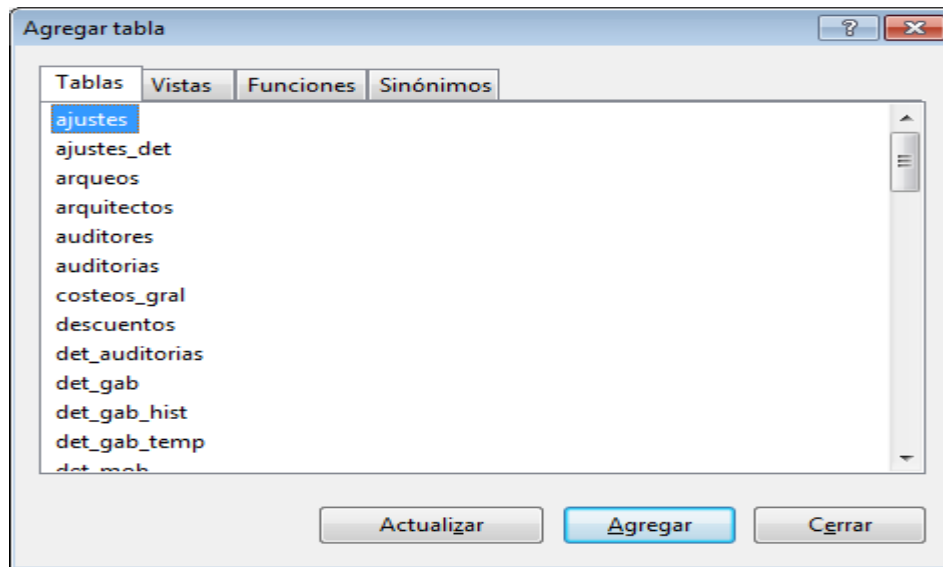 Agregar tabla
Tablas Vistas Funciones Sinónimos
ajustes
ajustes_det
arqueos
arquitectos
auditores
auditorias
costeos_gral
descuentos
det_auditorias
det_gab
det_gab_hist
det_gab_temp
det_mob
Actualizar Agregar Cerrar